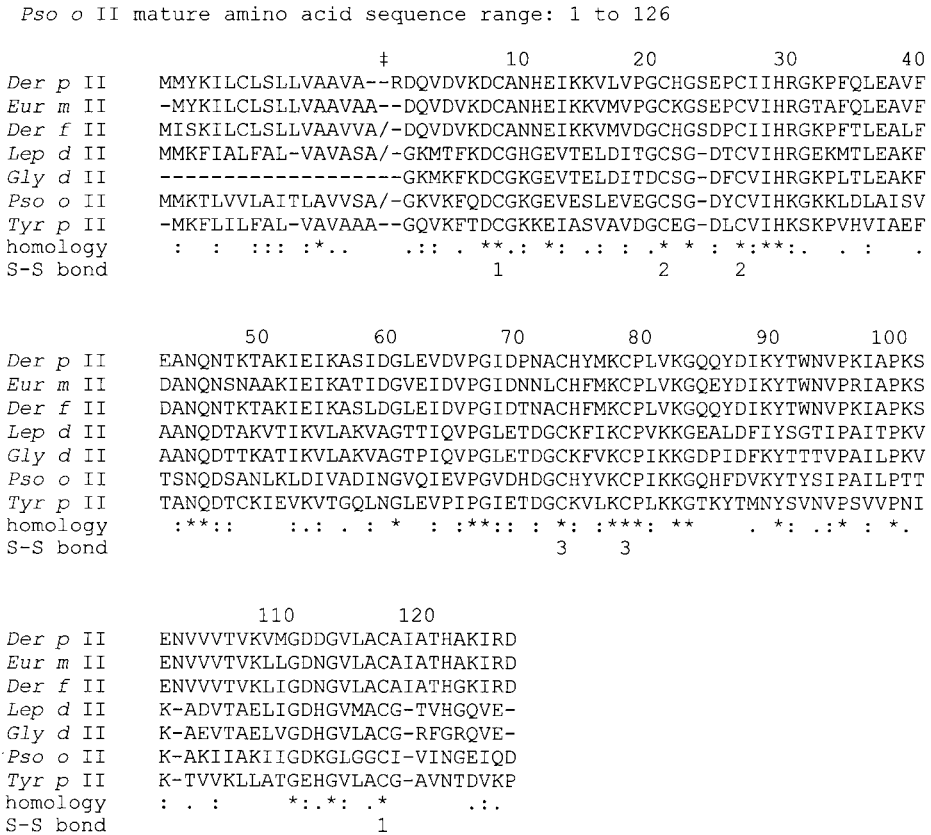 Pso o II mature amino acid sequence range: 1 to 126
‡ 10 20 30 40
Der p II MMYKILCLSLLVAAVA--RDQVDVKDCANHEIKKVLVPGCHGSEPCIIHRGKPFQLEAVF
Eur m II -MYKILCLSLLVAAVAA--DQVDVKDCANHEIKKVMVPGCKGSEPCIIHRGTAFQLEAVF
Der f II MISKILCLSLLVAAVVA/-DQVDVKDCANNEIKKVMVDGCHGSDPCIIHRGKPFTLEALF
Lep d II MMKFIALFAL-VAVASA/-GKMTFKDCGHGEVTELDITGCSG-DTCVIHRGEKMTLEAKF
Gly d II -------------------GKMKFKDCGKGEVTELDITDCSG-DFCVIHRGKPLTLEAKF
Pso o II MMKTLVVLAITLAVVSA/-GKVKFQDCGKGEVESLEVEGCSG-DYCVIHKGKKLDLAISV
Tyr p II -MKFLILFAL-VAVAAA--GQVKFTDCGKKEIASVAVDGCEG-DLCVIHKSKPVHVIAEF
homology : : ::: :*.. .: : **: *: . : :* * .: *:**:. : . : .
S-S bond 1 2 2
50 60 70 80 90 100
Der p II EANQNTKTAKIEIKASIDGLEVDVPGIDPNACHYMKCPLVKGQQYDIKYTWNVPKIAPKS
Eur m II DANQNSNAAKIEIKATIDGVEIDVPGIDNNLCHFMKCPLVKGQEYDIKYTWNVPRIAPKS
Der f II DANQNTKTAKIEIKASLDGLEIDVPGIDTNACHFMKCPLVKGQQYDIKYTWNVPKIAPKS
Lep d II AANQDTAKVTIKVLAKVAGTTIQVPGLETDGCKFIKCPVKKGEALDFIYSGTIPAITPKV
Gly d II AANQDTTKATIKVLAKVAGTPIQVPGLETDGCKFVKCPIKKGDPIDFKYTTTVPAILPKV
Pso o II TSNQDSANLKLDIVADINGVQIEVPGVDHDGCHYVKCPIKKGQHFDVKYTYSIPAILPTT
Tyr p II TANQDTCKIEVKVTGQLNGLEVPIPGIETDGCKVLKCPLKKGTKYTMNYSVNVPSVVPNI
homology :**:: :.: . : * : :**:: : *: :***: ** . *: .:* : *.
S-S bond 3 3
110 120
Der p II ENVVVTVKVMGDDGVLACAIATHAKIRD
Eur m II ENVVVTVKLLGDNGVLACAIATHAKIRD
Der f II ENVVVTVKLIGDNGVLACAIATHGKIRD
Lep d II K-ADVTAELIGDHGVMACG-TVHGQVE-
Gly d II K-AEVTAELVGDHGVLACG-RFGRQVE-
Pso o II K-AKIIAKIIGDKGLGGCI-VINGEIQD
Tyr p II K-TVVKLLATGEHGVLACG-AVNTDVKP
homology : . : *:.*: * .:.
S-S bond 1